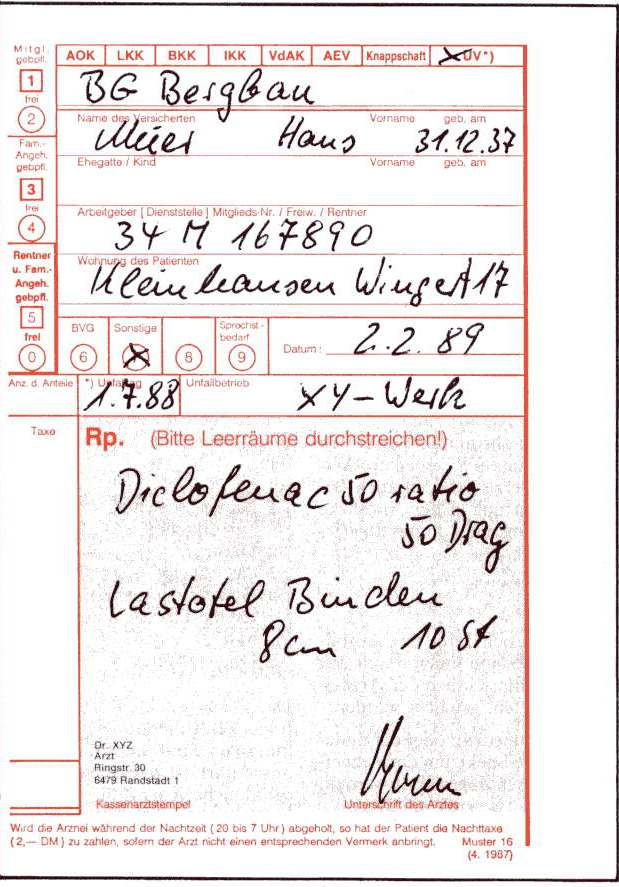 Mitgl. gebpfl. AOK LKK BKK IKK VdAK AEV Knappschaft UV*)
1
BG Bergbau
frei
2
Name des Versicherten Vorname geb. am
Meier Hans 31.12.37
Fam.-Angeh. gebpfl.
Ehegatte / Kind Vorname geb. am
3
frei
4
Arbeitgeber [ Dienststelle ] Mitglieds-Nr. / Freiw. / Rentner
34 M 167890
Rentner u. Fam.-Angeh. gebpfl.
Wohnung des Patienten
Kleinhausen Wingert 17
5
frei
0
BVG Sonstige Sprechst.-bedarf
6 8 9 Datum: 2.2.89
Anz. d. Anteile *) Unfalltag Unfallbetrieb
1.7.88 XY-Werk
Taxe
Rp. (Bitte Leerräume durchstreichen!)
Diclofenac 50 ratio
50 Drag
Lastotel Binden
8cm 10 St
Dr. XYZ
Arzt
Ringstr. 30
6479 Randstadt 1
Kassenarztstempel Unterschrift des Arztes
Wird die Arznei während der Nachtzeit ( 20 bis 7 Uhr ) abgeholt, so hat der Patient die Nachttaxe
( 2,— DM ) zu zahlen, sofern der Arzt nicht einen entsprechenden Vermerk anbringt. Muster 16
(4. 1987)